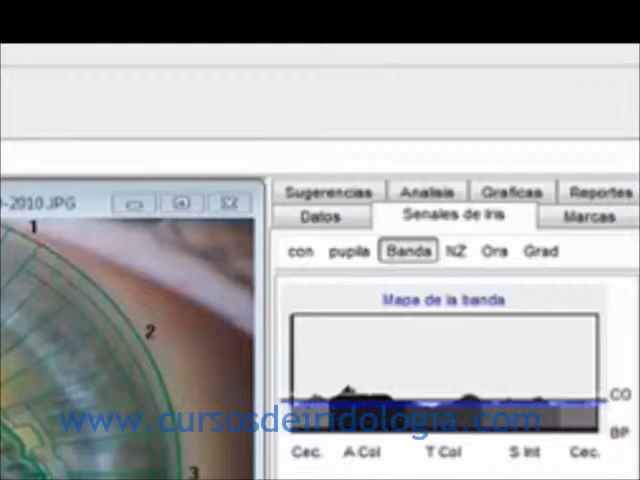 Sugerencias Analisis Graficas Reportes
-2010.JPG
Datos Senales de Iris Marcas
1
con pupila Banda NZ Ora Grad
Mapa de la banda
2
CO
www.cursosdeiridologia.com
BP
Cec. A Col T Col S Int Cec.
3